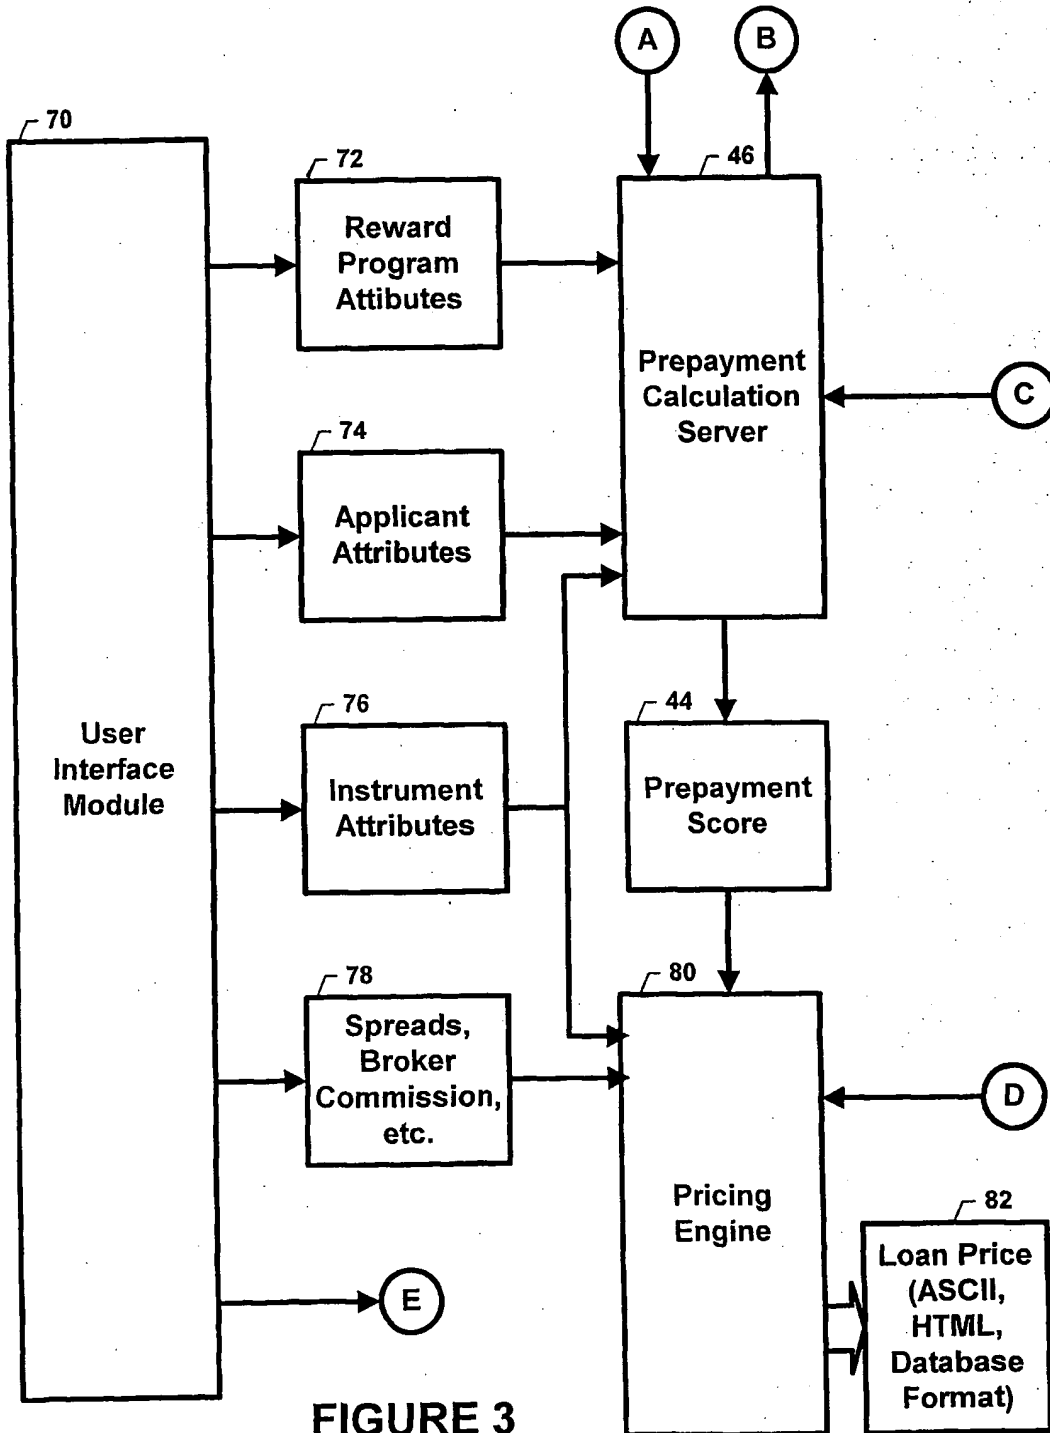 A
B
70
72
46
Reward
Program
Attibutes
Prepayment
Calculation
Server
C
74
Applicant
Attributes
76
44
User
Interface
Module
Instrument
Attributes
Prepayment
Score
78
80
Spreads,
Broker
Commission,
etc.
D
Pricing
Engine
82
Loan Price
(ASCII,
HTML,
Database
Format)
E
FIGURE 3